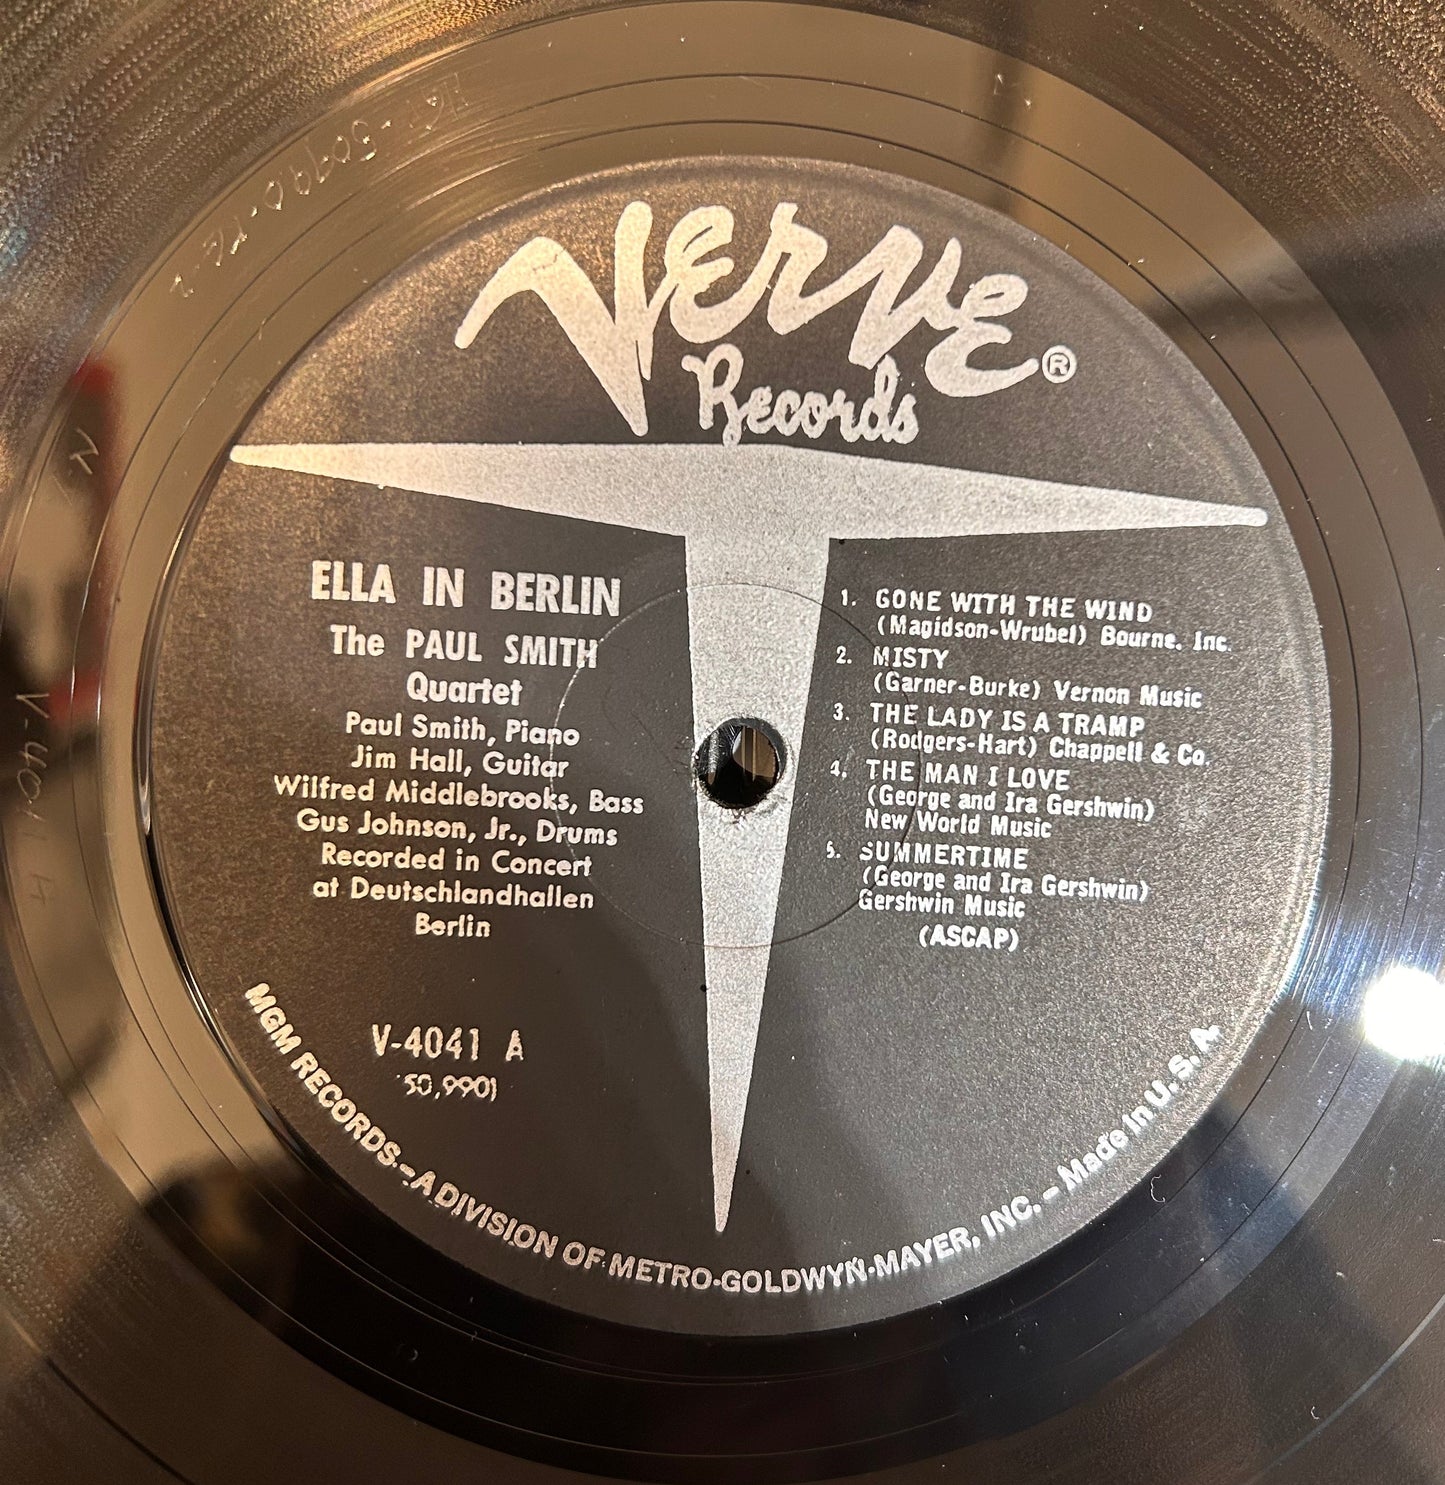 Verve
Records ®
ELLA IN BERLIN
The PAUL SMITH
Quartet
Paul Smith, Piano
Jim Hall, Guitar
Wilfred Middlebrooks, Bass
Gus Johnson, Jr., Drums
Recorded in Concert
at Deutschlandhallen
Berlin
V-4041 A
50,9901
1. GONE WITH THE WIND
(Magidson-Wrubel) Bourne, Inc.
2. MISTY
(Garner-Burke) Vernon Music
3. THE LADY IS A TRAMP
(Rodgers-Hart) Chappell & Co.
4. THE MAN I LOVE
(George and Ira Gershwin)
New World Music
5. SUMMERTIME
(George and Ira Gershwin)
Gershwin Music
(ASCAP)
MGM RECORDS - A DIVISION OF METRO-GOLDWYN-MAYER, INC. - Made in U. S. A.